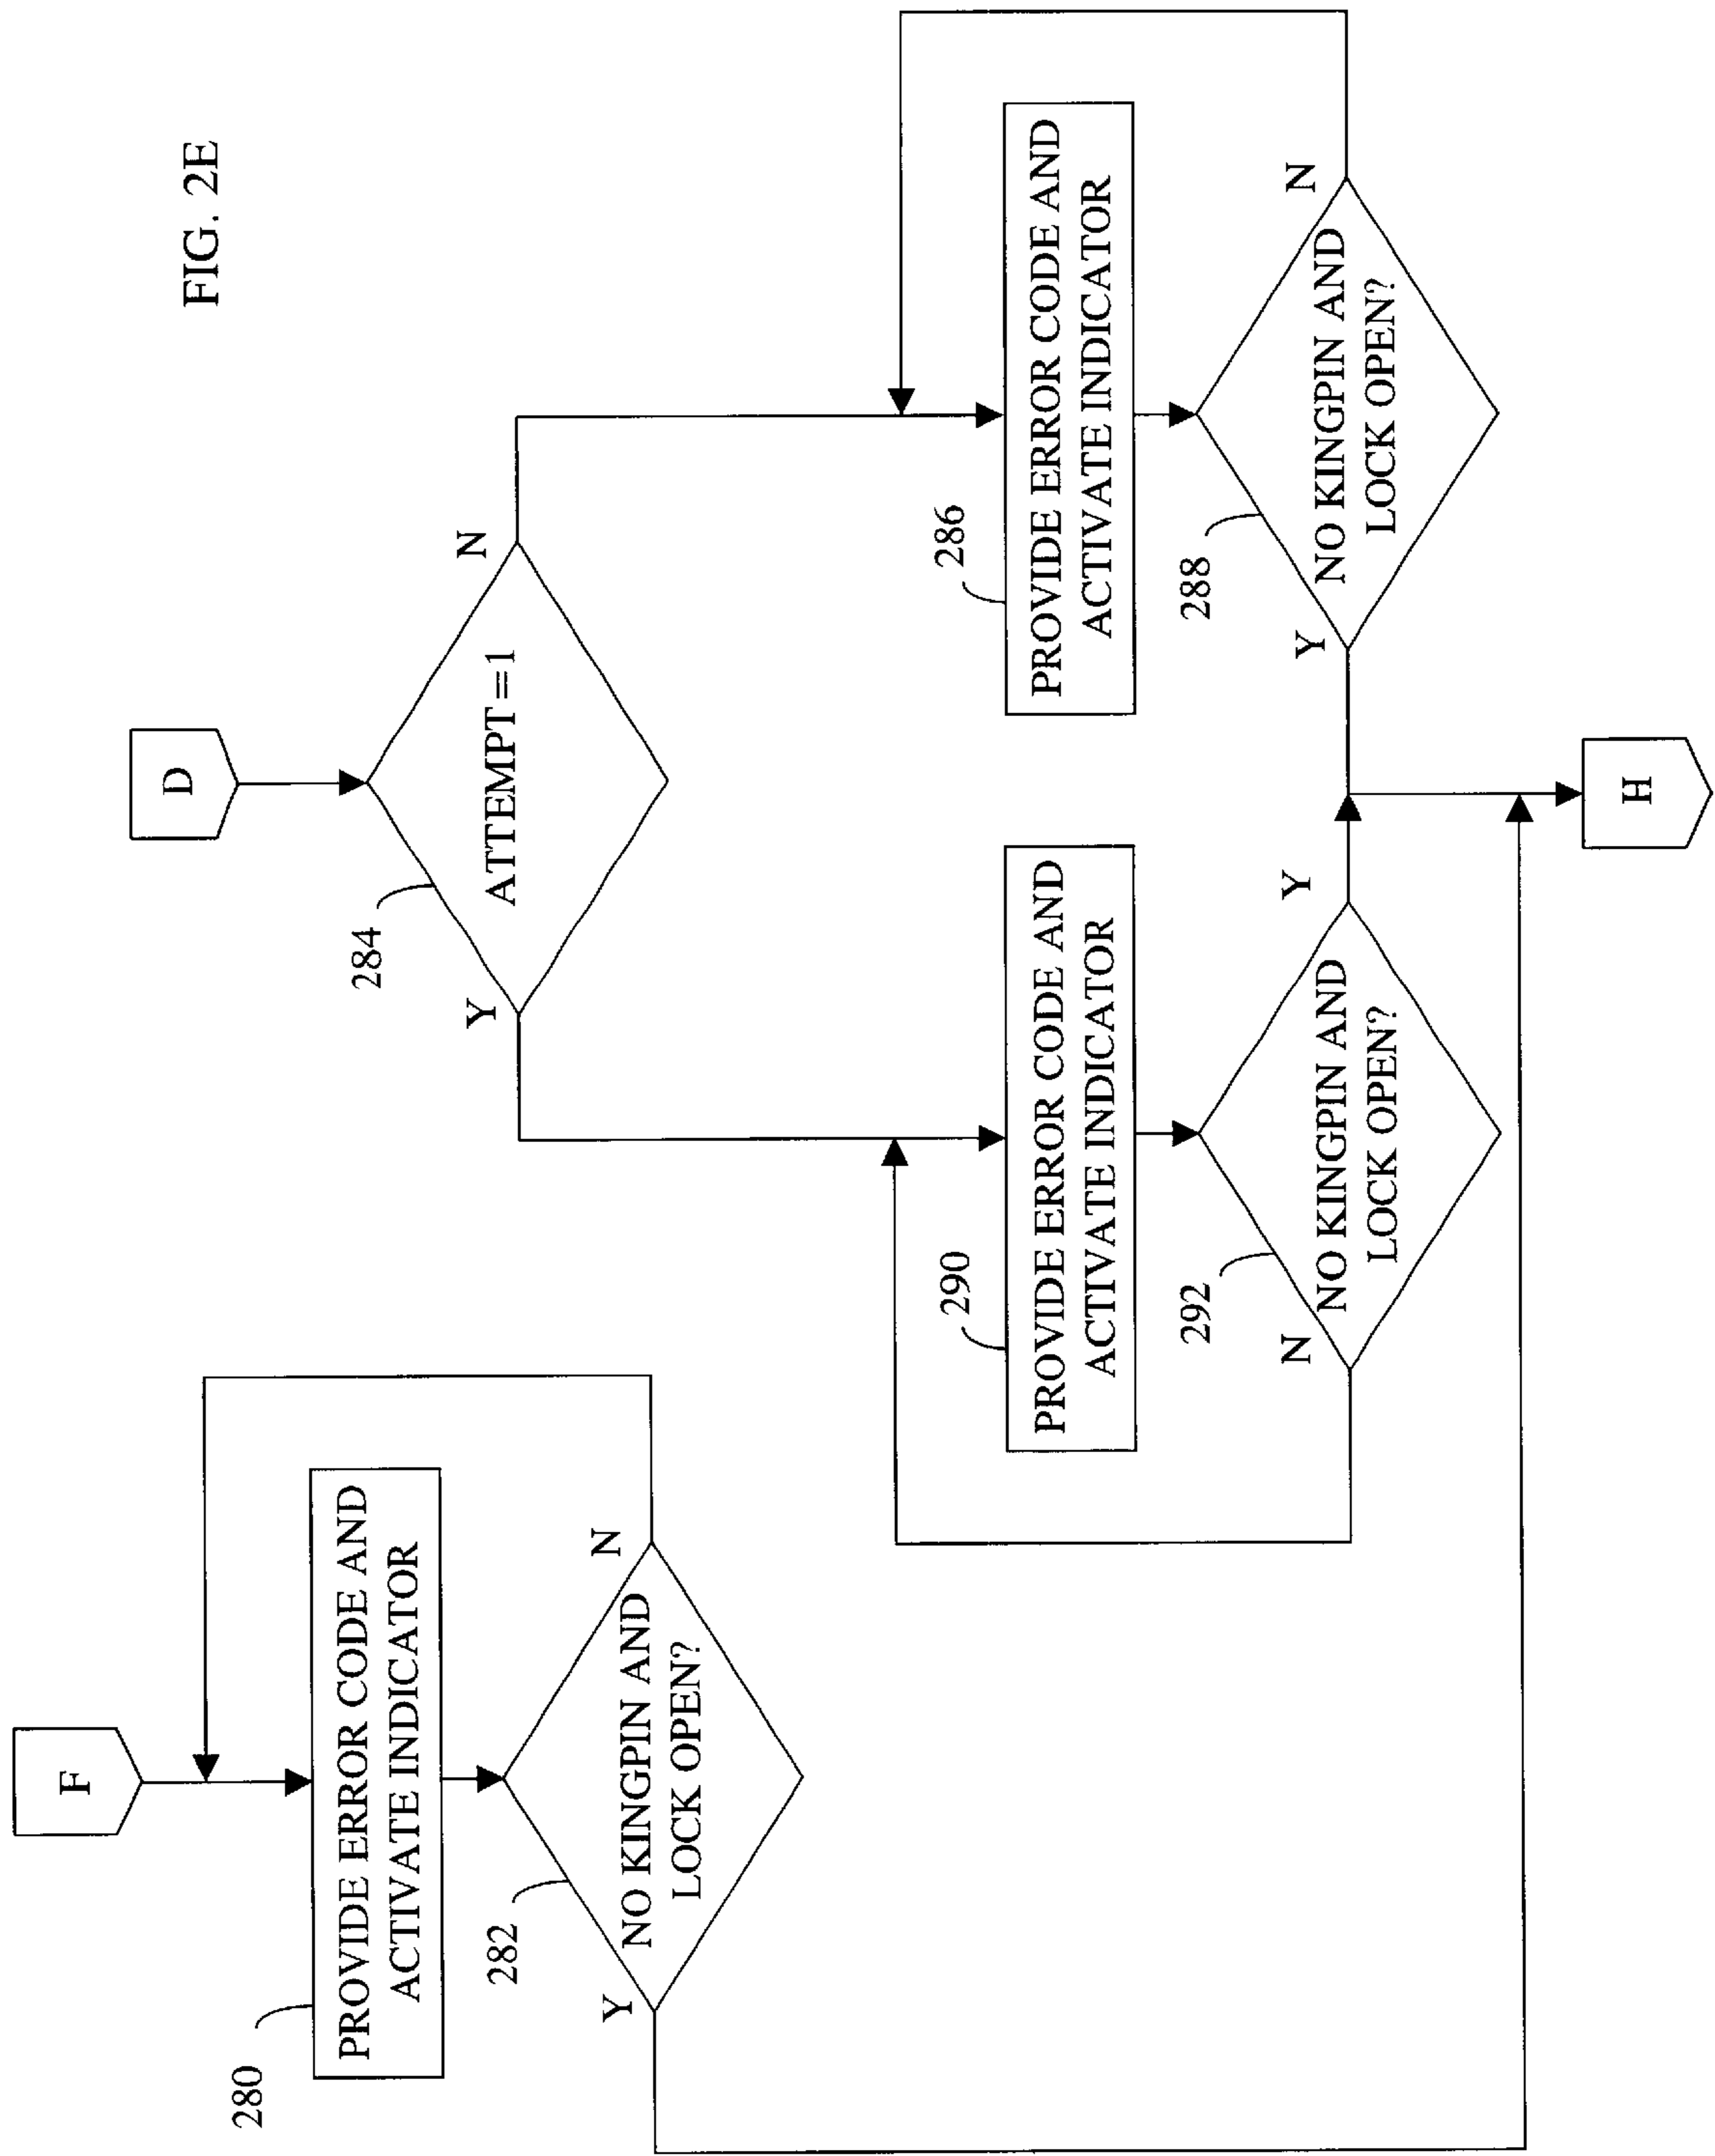 FIG. 2E
F
280
PROVIDE ERROR CODE AND
ACTIVATE INDICATOR
282
NO KINGPIN AND
LOCK OPEN?
Y
N
D
284
ATTEMPT=1
Y
N
290
PROVIDE ERROR CODE AND
ACTIVATE INDICATOR
292
NO KINGPIN AND
LOCK OPEN?
N
Y
286
PROVIDE ERROR CODE AND
ACTIVATE INDICATOR
288
NO KINGPIN AND
LOCK OPEN?
Y
N
H